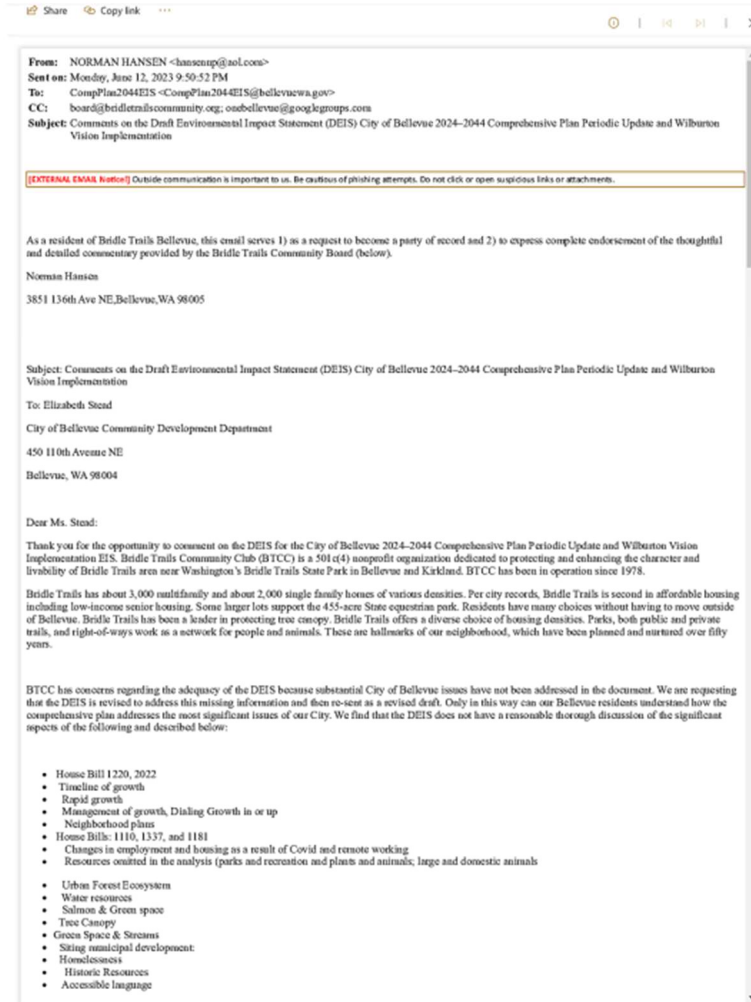 Share Copy link ...
From: NORMAN HANSEN <hansennp@aol.com>
Sent on: Monday, June 12, 2023 9:50:52 PM
To: CompPlan2044EIS <CompPlan2044EIS@bellevuewa.gov>
CC: board@bridletrailscommunity.org; onebellevue@googlegroups.com
Subject: Comments on the Draft Environmental Impact Statement (DEIS) City of Bellevue 2024–2044 Comprehensive Plan Periodic Update and Wilburton
Vision Implementation
[EXTERNAL EMAIL Notice!] Outside communication is important to us. Be cautious of phishing attempts. Do not click or open suspicious links or attachments.
As a resident of Bridle Trails Bellevue, this email serves 1) as a request to become a party of record and 2) to express complete endorsement of the thoughtful
and detailed commentary provided by the Bridle Trails Community Board (below).
Norman Hansen
3851 136th Ave NE,Bellevue,WA 98005
Subject: Comments on the Draft Environmental Impact Statement (DEIS) City of Bellevue 2024–2044 Comprehensive Plan Periodic Update and Wilburton
Vision Implementation
To: Elizabeth Stead
City of Bellevue Community Development Department
450 110th Avenue NE
Bellevue, WA 98004
Dear Ms. Stead:
Thank you for the opportunity to comment on the DEIS for the City of Bellevue 2024–2044 Comprehensive Plan Periodic Update and Wilburton Vision
Implementation EIS. Bridle Trails Community Club (BTCC) is a 501c(4) nonprofit organization dedicated to protecting and enhancing the character and
livability of Bridle Trails area near Washington's Bridle Trails State Park in Bellevue and Kirkland. BTCC has been in operation since 1978.
Bridle Trails has about 3,000 multifamily and about 2,000 single family homes of various densities. Per city records, Bridle Trails is second in affordable housing
including low-income senior housing. Some larger lots support the 455-acre State equestrian park. Residents have many choices without having to move outside
of Bellevue. Bridle Trails has been a leader in protecting tree canopy. Bridle Trails offers a diverse choice of housing densities. Parks, both public and private
trails, and right-of-ways work as a network for people and animals. These are hallmarks of our neighborhood, which have been planned and nurtured over fifty
years.
BTCC has concerns regarding the adequacy of the DEIS because substantial City of Bellevue issues have not been addressed in the document. We are requesting
that the DEIS is revised to address this missing information and then re-sent as a revised draft. Only in this way can our Bellevue residents understand how the
comprehensive plan addresses the most significant issues of our City. We find that the DEIS does not have a reasonable thorough discussion of the significant
aspects of the following and described below:
• House Bill 1220, 2022
• Timeline of growth
• Rapid growth
• Management of growth, Dialing Growth in or up
• Neighborhood plans
• House Bills: 1110, 1337, and 1181
• Changes in employment and housing as a result of Covid and remote working
• Resources omitted in the analysis (parks and recreation and plants and animals; large and domestic animals
• Urban Forest Ecosystem
• Water resources
• Salmon & Green space
• Tree Canopy
• Green Space & Streams
• Siting municipal development:
• Homelessness
• Historic Resources
• Accessible language